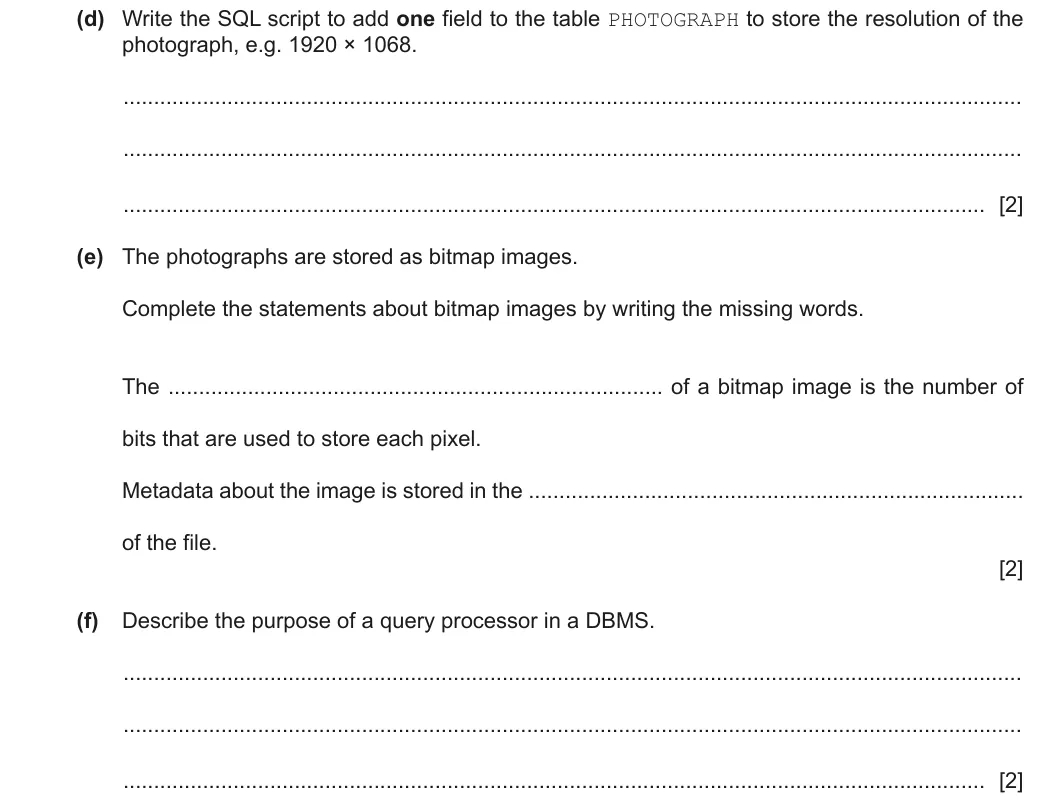 (d) Write the SQL script to add one field to the table PHOTOGRAPH to store the resolution of the
photograph, e.g. 1920 × 1068.
..........................................................................................................................................
..........................................................................................................................................
.................................................................................................................................... [2]
(e) The photographs are stored as bitmap images.
Complete the statements about bitmap images by writing the missing words.
The ................................................................................ of a bitmap image is the number of
bits that are used to store each pixel.
Metadata about the image is stored in the ................................................................................
of the file.
[2]
(f) Describe the purpose of a query processor in a DBMS.
..........................................................................................................................................
..........................................................................................................................................
.................................................................................................................................... [2]